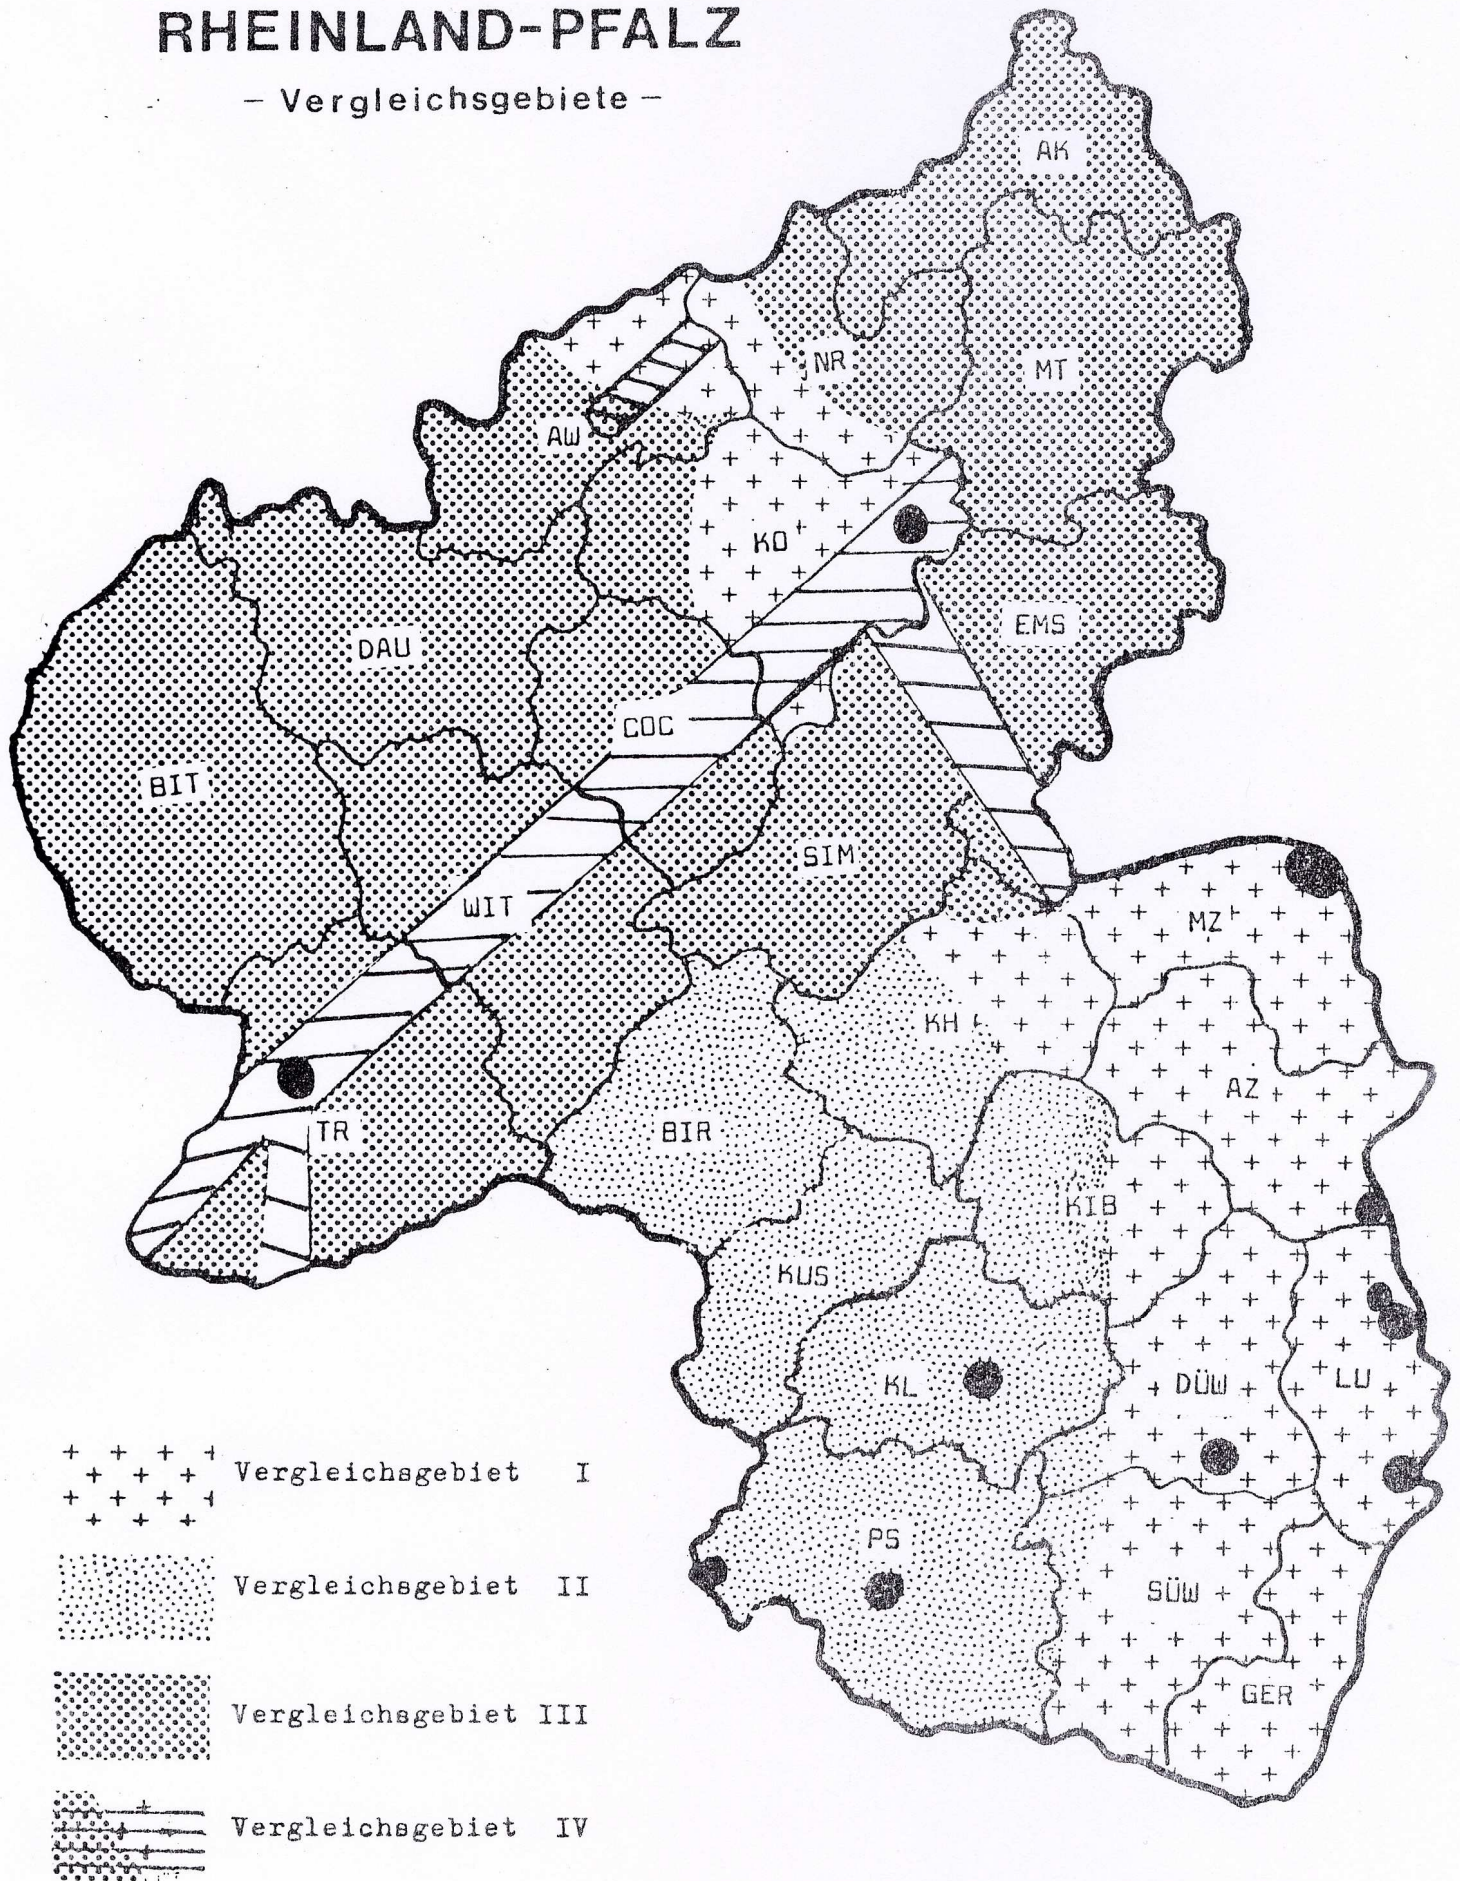 RHEINLAND-PFALZ
- Vergleichsgebiete -
AK
NR
MT
AW
KO
EMS
DAU
COC
BIT
SIM
WIT
MZ
KH
AZ
TR
BIR
KIB
KUS
KL
DÜW
LU
PS
SÜW
GER
Vergleichsgebiet I
Vergleichsgebiet II
Vergleichsgebiet III
Vergleichsgebiet IV